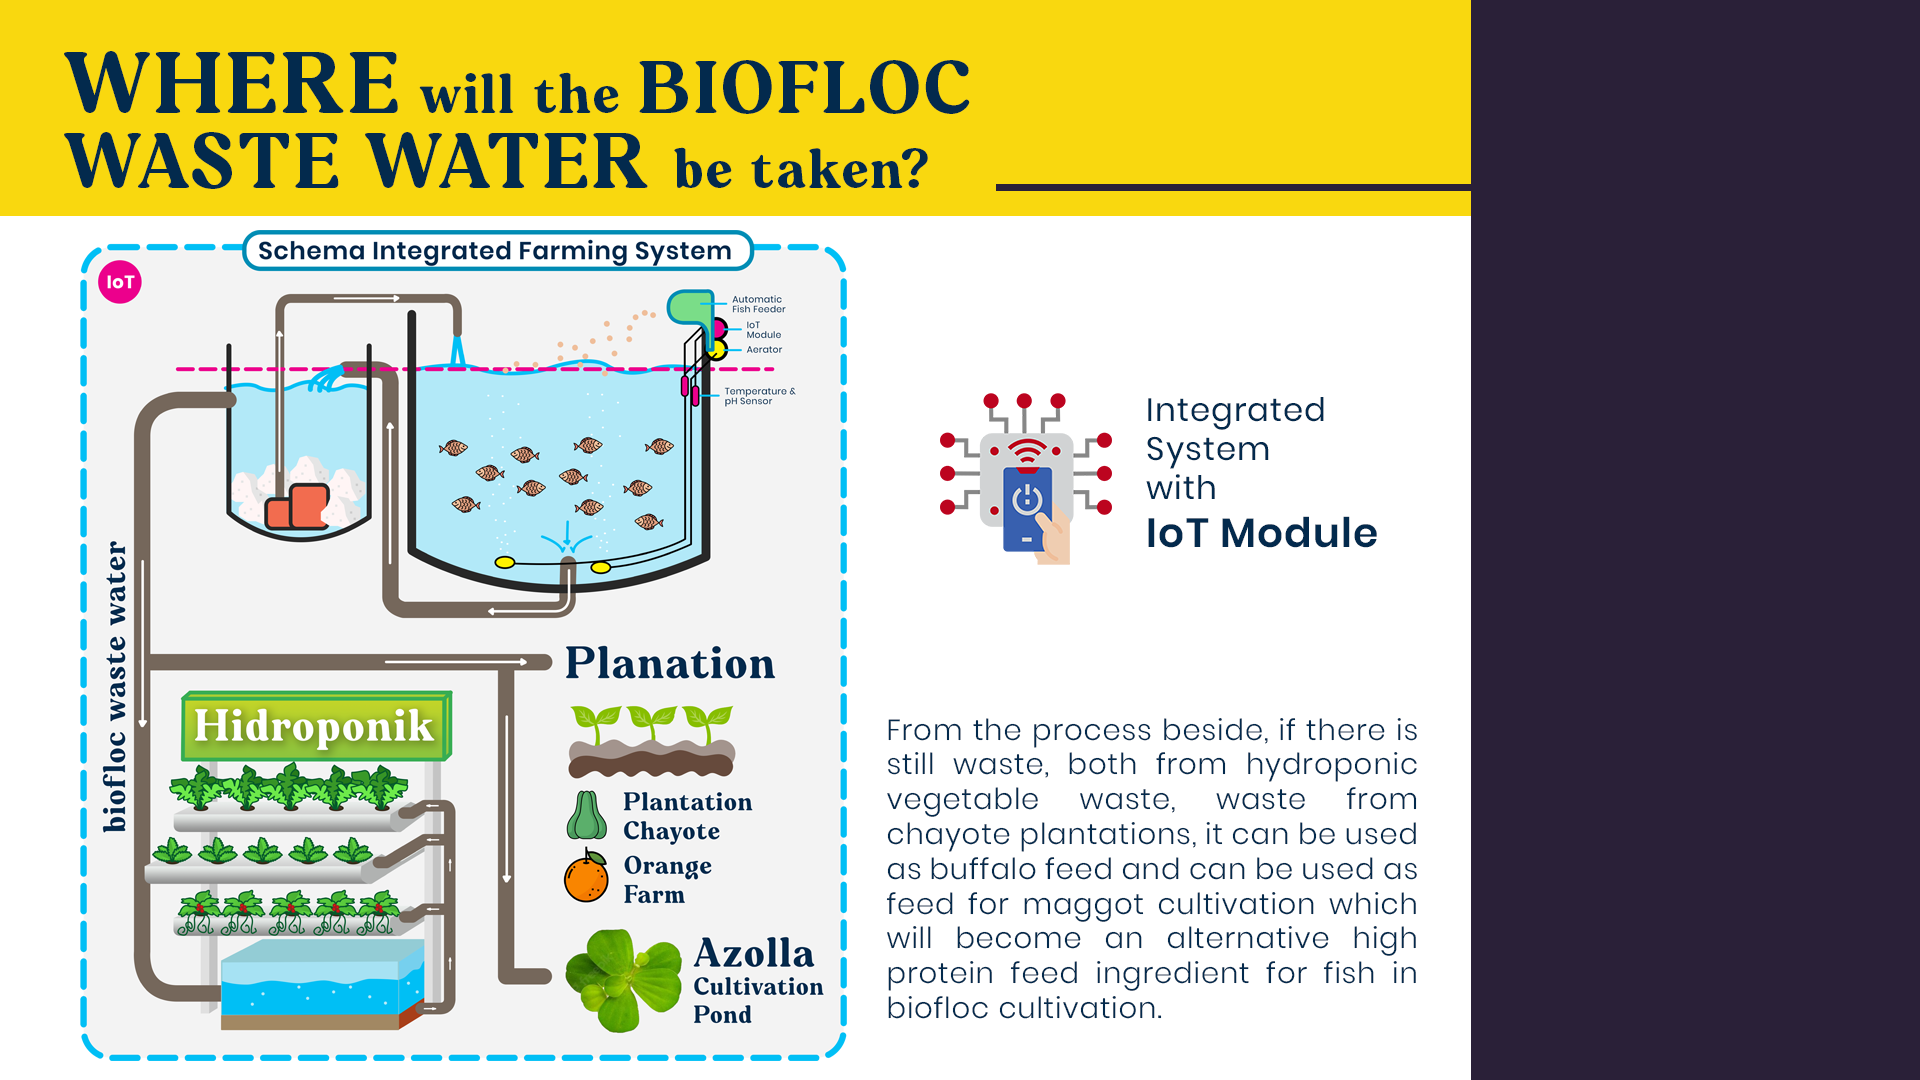 WHERE will the BIOFLOC
WASTE WATER be taken?
Schema Integrated Farming System
IoT
Automatic
Fish Feeder
IoT
Module
Aerator
Temperature &
pH Sensor
biofloc waste water
Planation
Hidroponik
Plantation
Chayote
Orange
Farm
Azolla
Cultivation
Pond
Integrated
System
with
IoT Module
From the process beside, if there is
still waste, both from hydroponic
vegetable waste, waste from
chayote plantations, it can be used
as buffalo feed and can be used as
feed for maggot cultivation which
will become an alternative high
protein feed ingredient for fish in
biofloc cultivation.